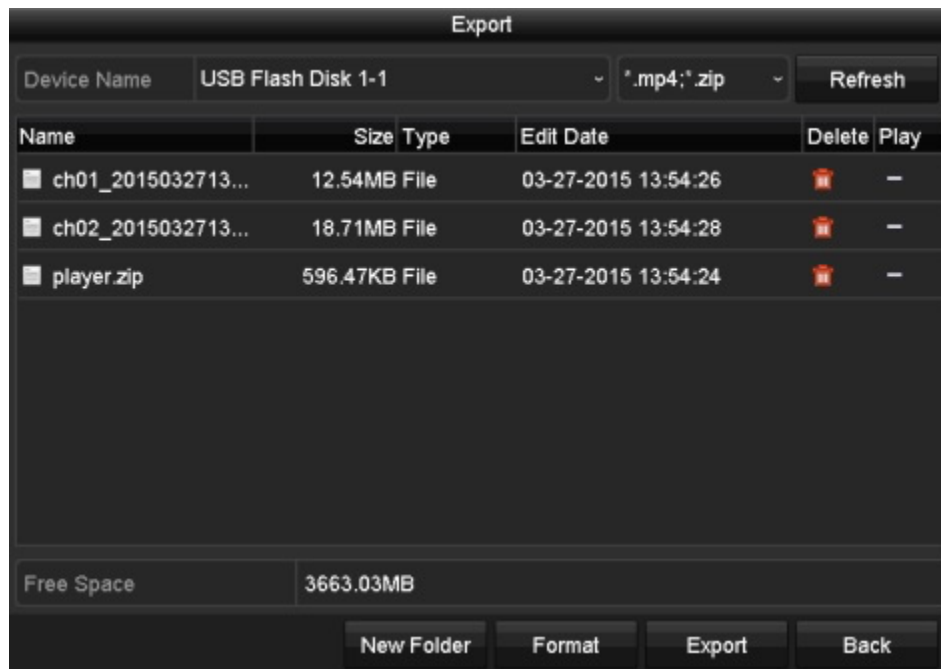 Export
Device Name USB Flash Disk 1-1 *.mp4;*.zip Refresh
Name Size Type Edit Date Delete Play
ch01_2015032713... 12.54MB File 03-27-2015 13:54:26 –
ch02_2015032713... 18.71MB File 03-27-2015 13:54:28 –
player.zip 596.47KB File 03-27-2015 13:54:24 –
Free Space 3663.03MB
New Folder Format Export Back